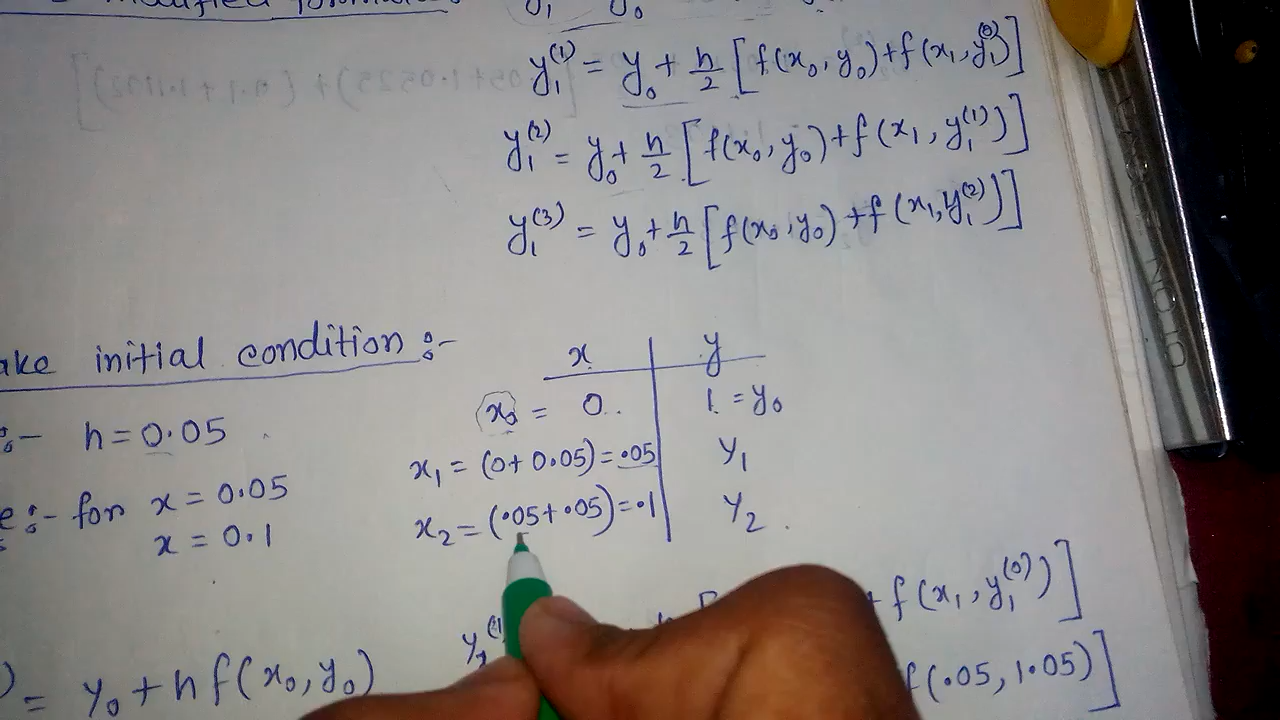 modified
y₁⁽¹⁾ = y₀ + h/2 [f(x₀, y₀) + f(x₁, y₁⁽⁰⁾)]
y₁⁽²⁾ = y₀ + h/2 [f(x₀, y₀) + f(x₁, y₁⁽¹⁾)]
y₁⁽³⁾ = y₀ + h/2 [f(x₀, y₀) + f(x₁, y₁⁽²⁾)]
ake initial condition :-
x y
x₀ = 0.. 1 = y₀
:- h = 0.05
x₁ = (0 + 0.05) = .05 y₁
e :- for x = 0.05
x₂ = (.05 + .05) = .1 y₂ .
x = 0.1
+ f(x₁, y₁⁽⁰⁾)]
) = y₀ + h f(x₀, y₀)
f(.05, 1.05)]